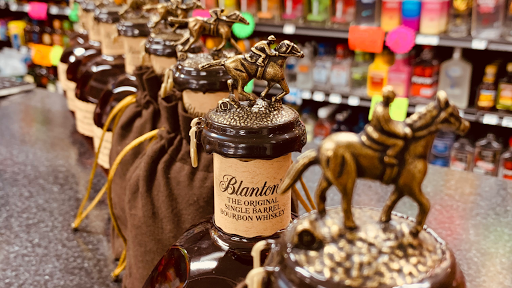 Blanton's
THE ORIGINAL
SINGLE BARREL
BOURBON WHISKEY